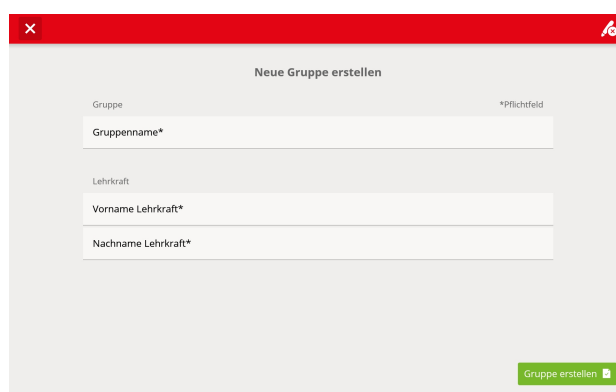 Neue Gruppe erstellen
Gruppe
*Pflichtfeld
Gruppenname*
Lehrkraft
Vorname Lehrkraft*
Nachname Lehrkraft*
Gruppe erstellen